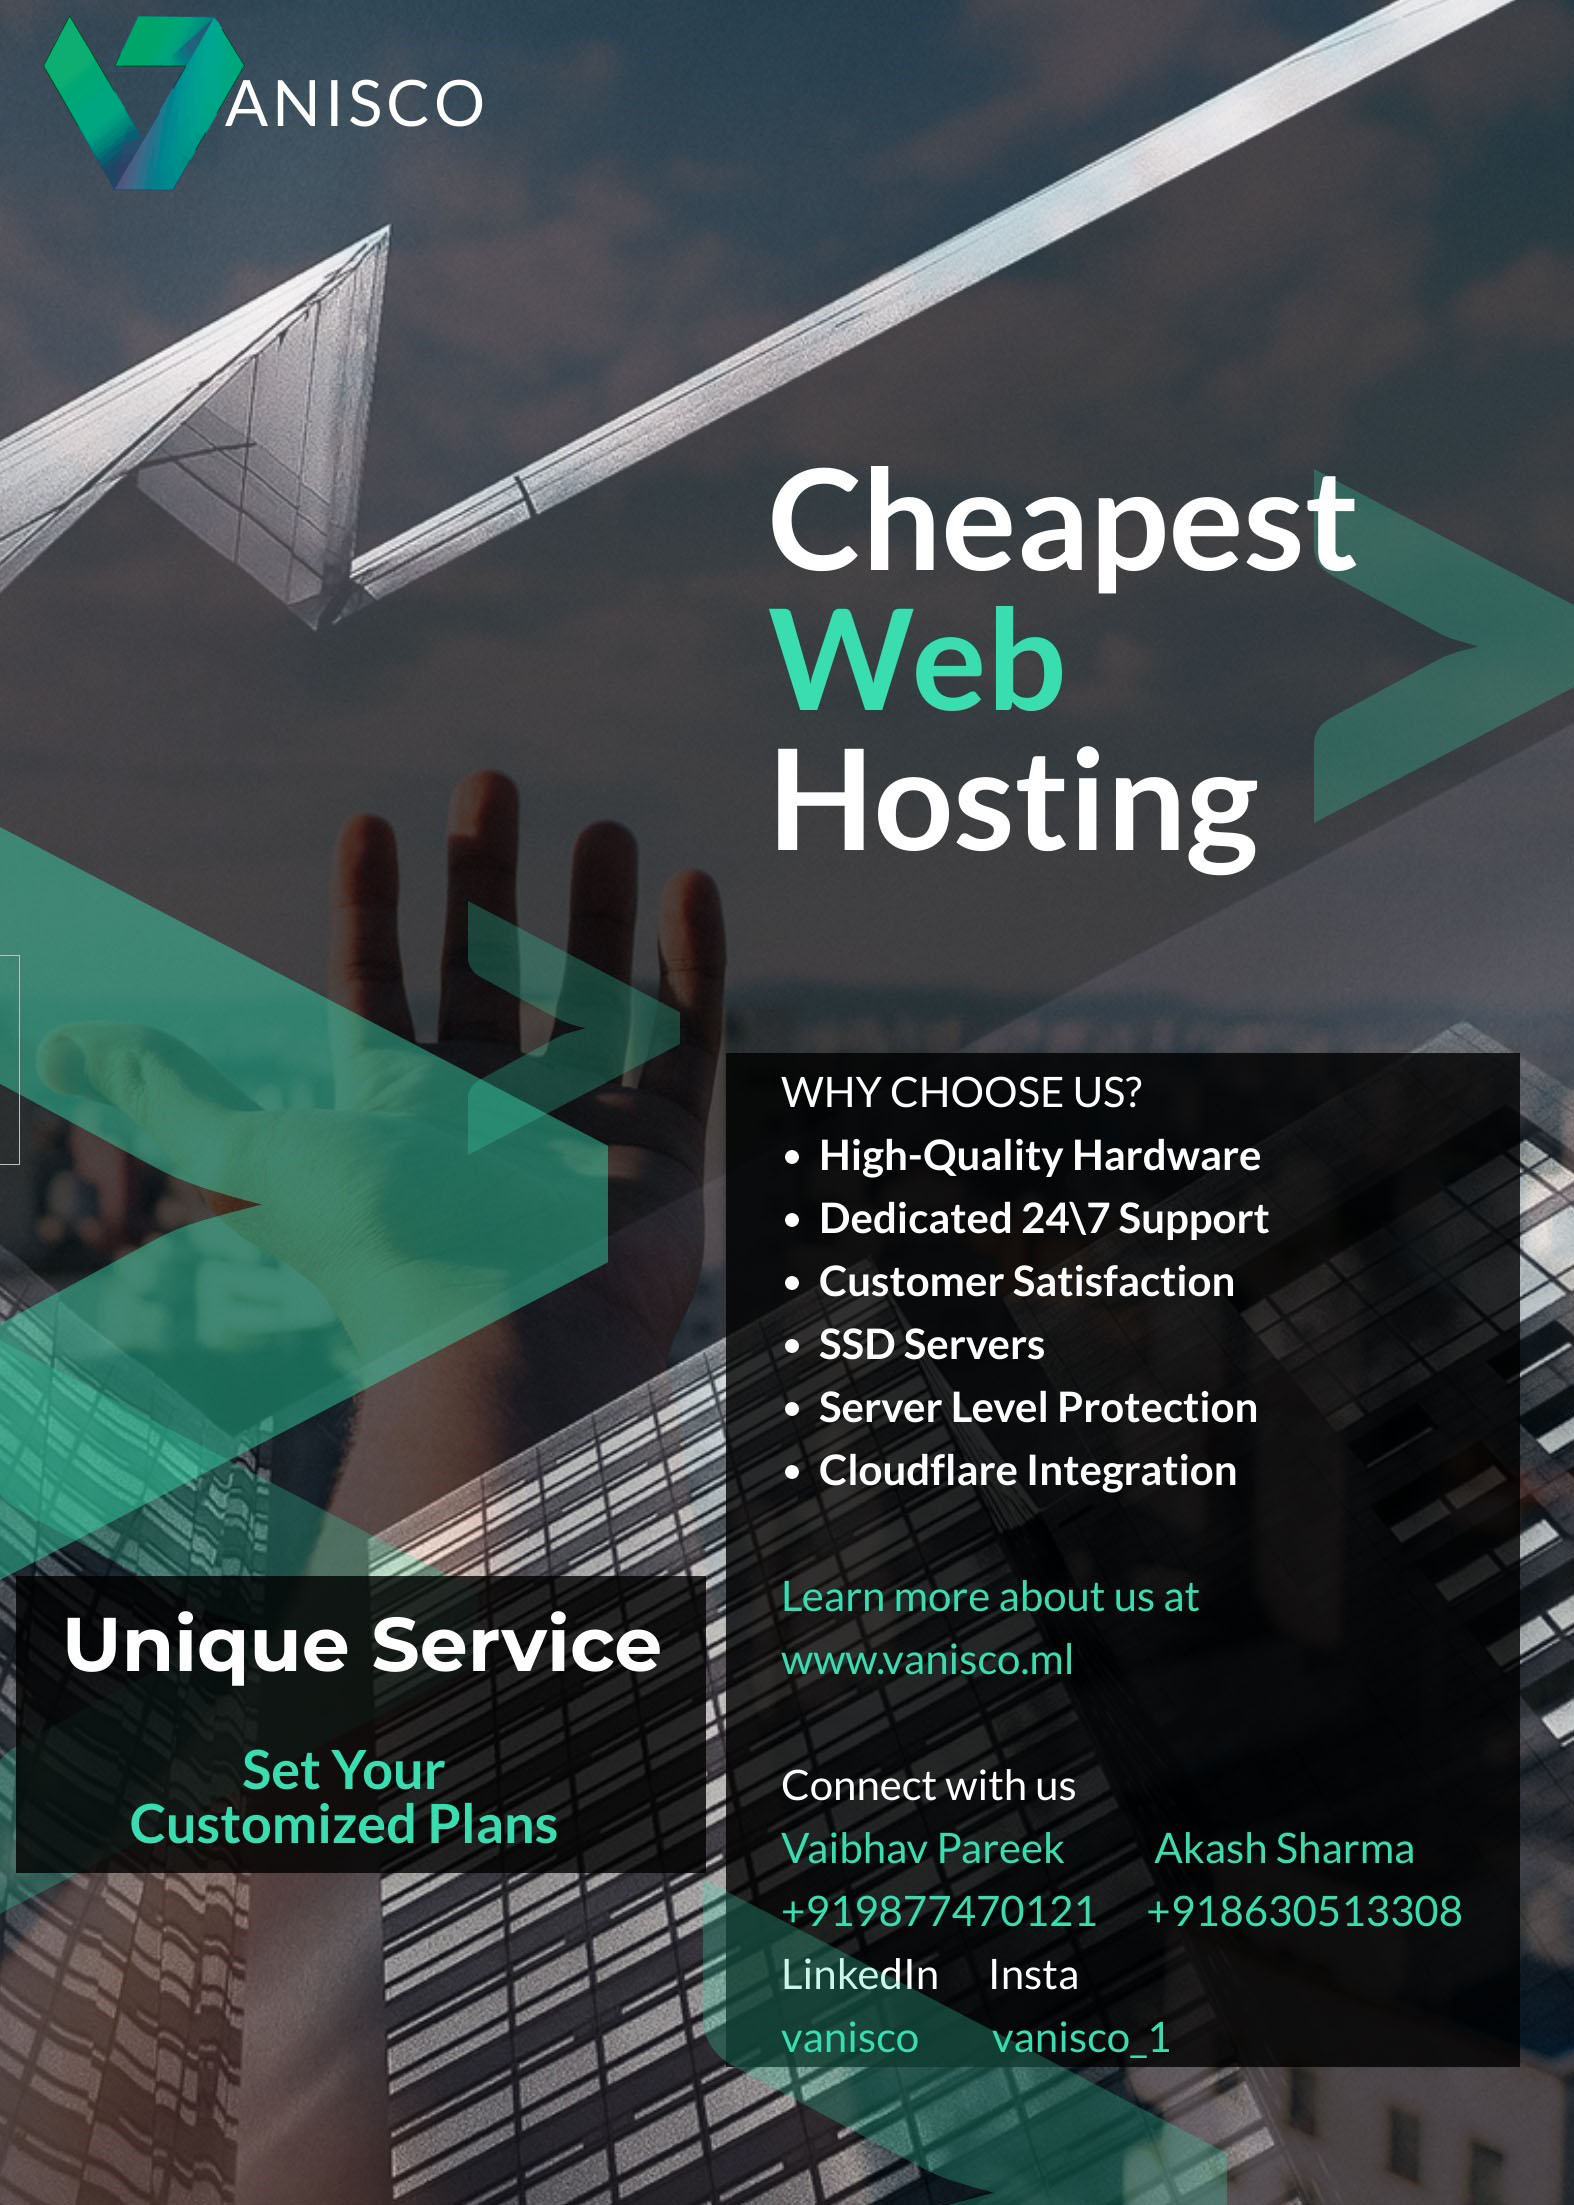 VANISCO
Cheapest
Web
Hosting
WHY CHOOSE US?
• High-Quality Hardware
• Dedicated 24\7 Support
• Customer Satisfaction
• SSD Servers
• Server Level Protection
• Cloudflare Integration
Learn more about us at
www.vanisco.ml
Unique Service
Set Your
Customized Plans
Connect with us
Vaibhav Pareek Akash Sharma
+919877470121 +918630513308
LinkedIn Insta
vanisco vanisco_1